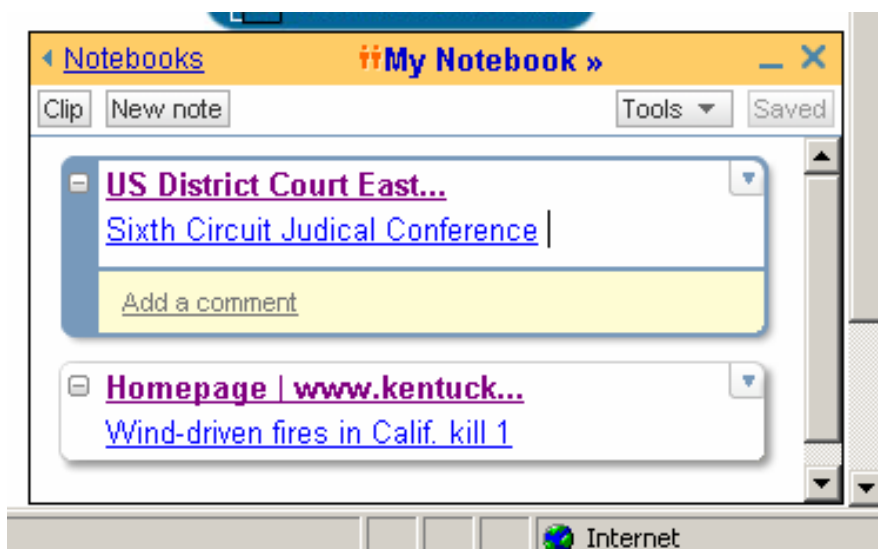 Notebooks My Notebook »
Clip New note Tools Saved
US District Court East...
Sixth Circuit Judical Conference
Add a comment
Homepage | www.kentuck...
Wind-driven fires in Calif. kill 1
Internet